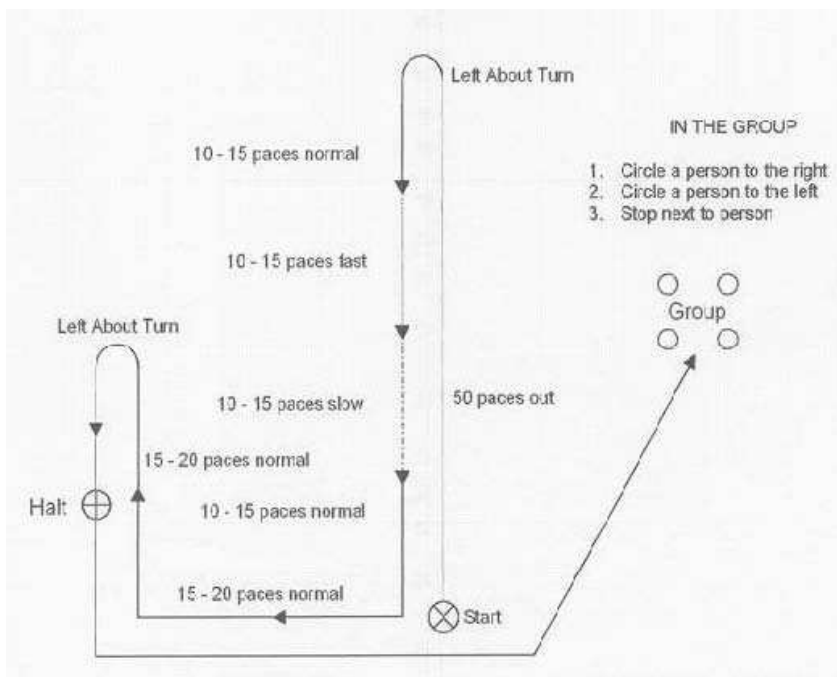 Left About Turn
10 - 15 paces normal
IN THE GROUP
1. Circle a person to the right
2. Circle a person to the left
3. Stop next to person
10 - 15 paces fast
Group
Left About Turn
10 - 15 paces slow
50 paces out
15 - 20 paces normal
Halt
10 - 15 paces normal
15 - 20 paces normal
Start